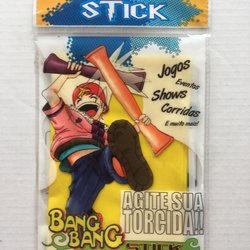 STICK
Jogos
Eventos
Shows
Corridas
E muito mais!
AGITE SUA
TORCIDA!!
BANG
BANG